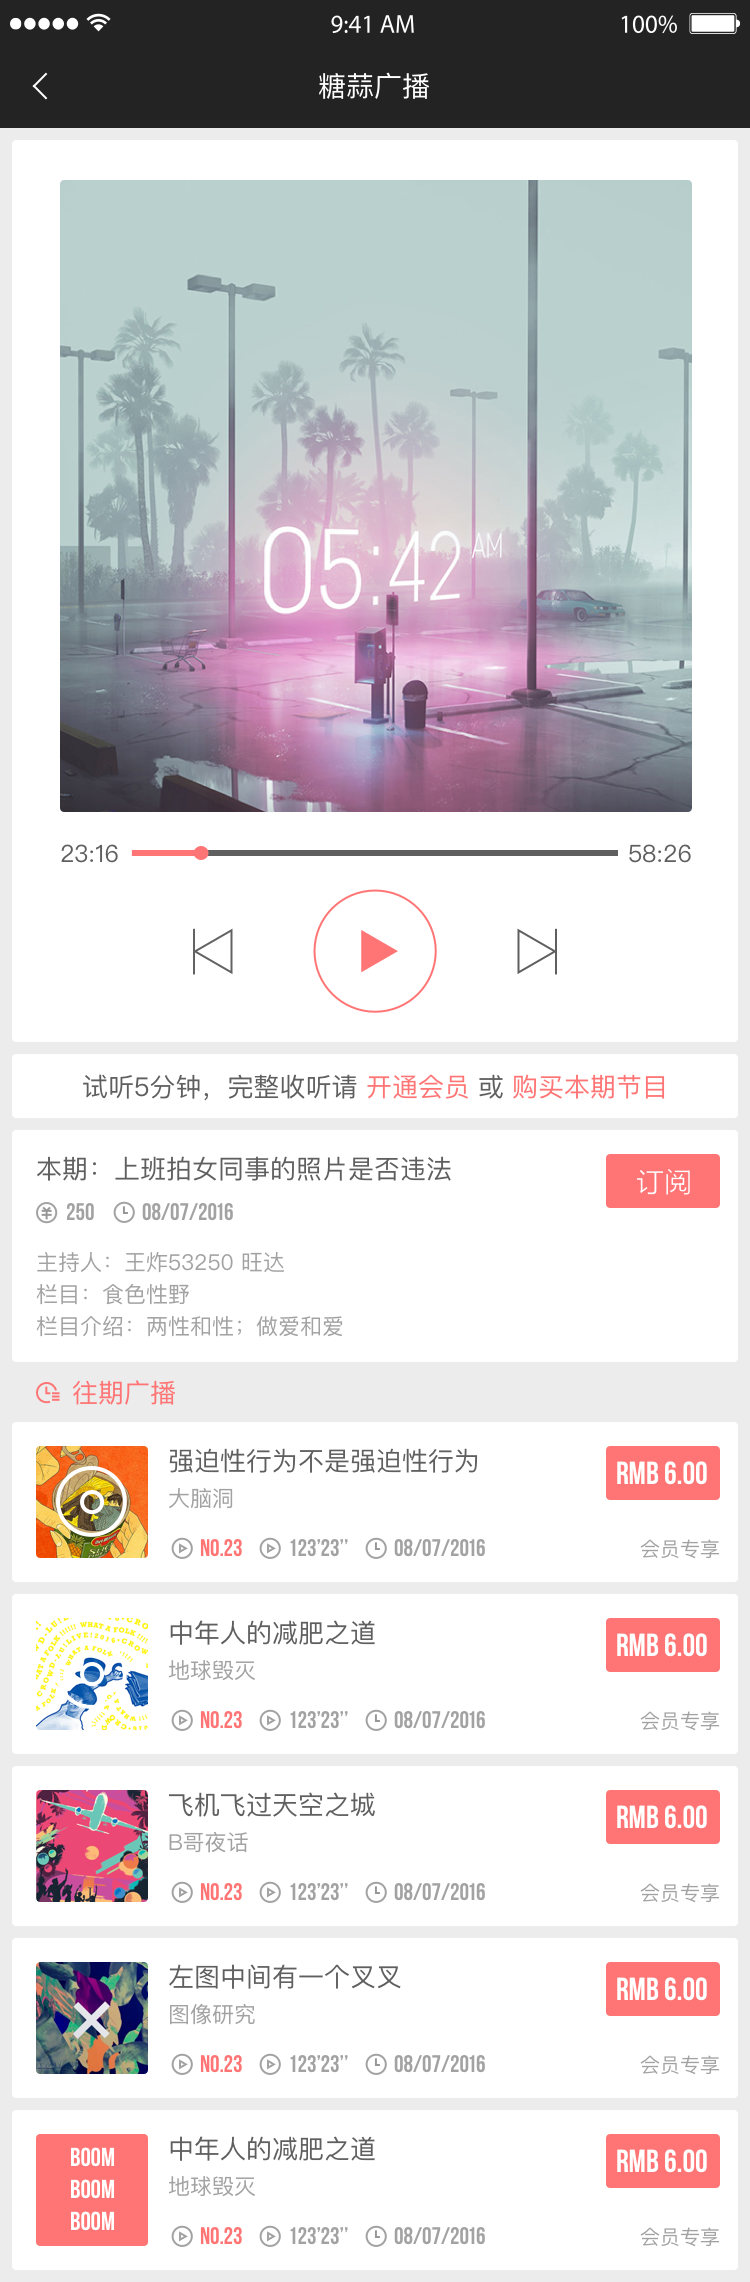 9:41 AM 100%
糖蒜广播
05:42 AM
23:16 58:26
试听5分钟，完整收听请 开通会员 或 购买本期节目
本期：上班拍女同事的照片是否违法
订阅
250 08/07/2016
主持人：王炸53250 旺达
栏目：食色性野
栏目介绍：两性和性；做爱和爱
往期广播
强迫性行为不是强迫性行为
RMB 6.00
大脑洞
NO.23 123'23'' 08/07/2016 会员专享
中年人的减肥之道
RMB 6.00
地球毁灭
NO.23 123'23'' 08/07/2016 会员专享
飞机飞过天空之城
RMB 6.00
B哥夜话
NO.23 123'23'' 08/07/2016 会员专享
左图中间有一个叉叉
RMB 6.00
图像研究
NO.23 123'23'' 08/07/2016 会员专享
BOOM
BOOM
BOOM
中年人的减肥之道
RMB 6.00
地球毁灭
NO.23 123'23'' 08/07/2016 会员专享